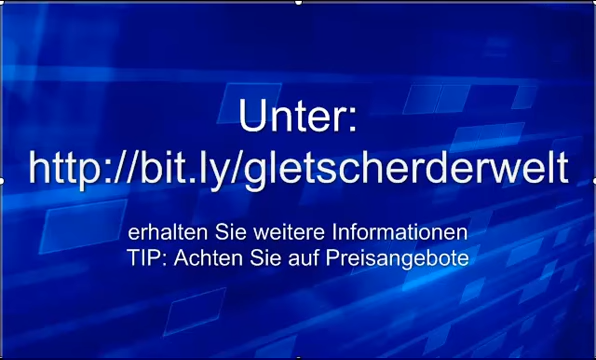 Unter:
http://bit.ly/gletscherderwelt
erhalten Sie weitere Informationen
TIP: Achten Sie auf Preisangebote